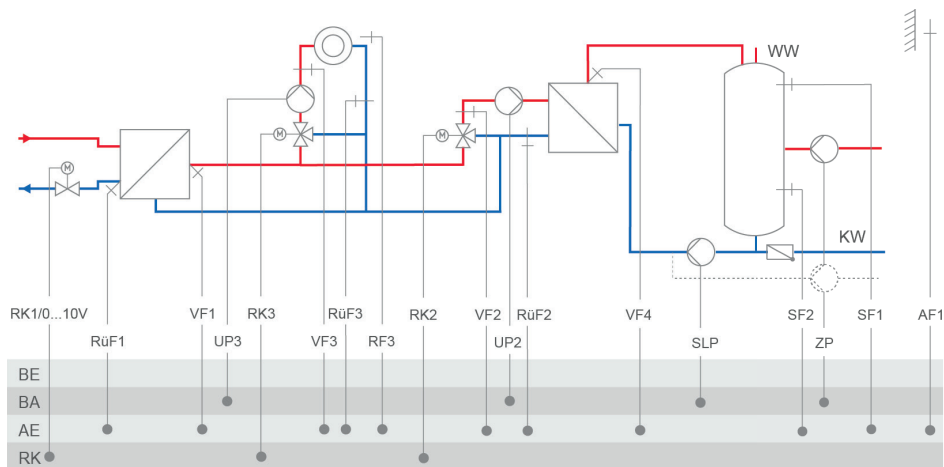 WW
M
M
M
KW
RK1/0...10V VF1 RK3 RüF3 RK2 VF2 RüF2 VF4 SF2 SF1 AF1
RüF1 UP3 VF3 RF3 UP2 SLP ZP
BE
BA
AE
RK